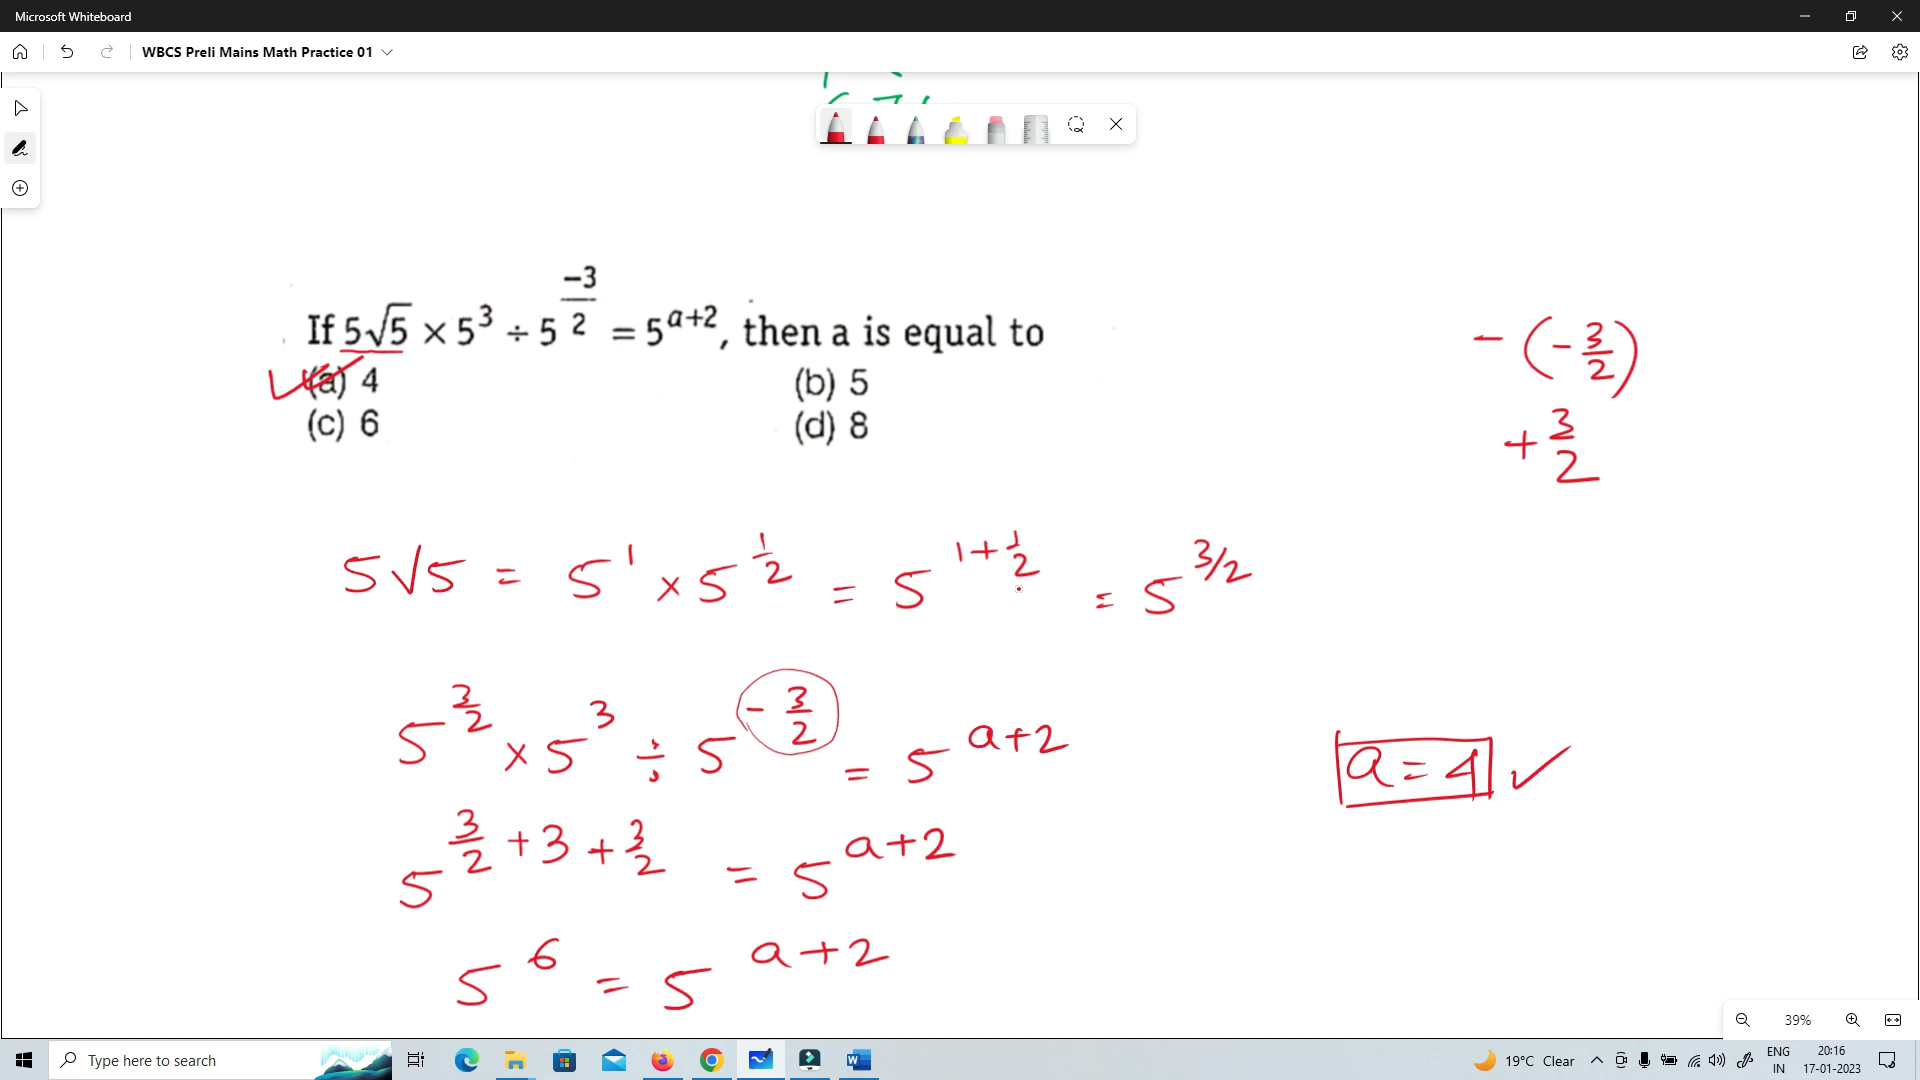 Microsoft Whiteboard
WBCS Preli Mains Math Practice 01
If 5√5 × 5^3 ÷ 5^(-3/2) = 5^(a+2), then a is equal to
(a) 4 (b) 5
(c) 6 (d) 8
- (-3/2)
+ 3/2
5√5 = 5^1 × 5^(1/2) = 5^(1+1/2) = 5^(3/2)
5^(3/2) × 5^3 ÷ 5^(-3/2) = 5^(a+2)
a = 4 ✓
5^(3/2 + 3 + 3/2) = 5^(a+2)
5^6 = 5^(a+2)
39%
Type here to search
19°C Clear
ENG
IN
20:16
17-01-2023